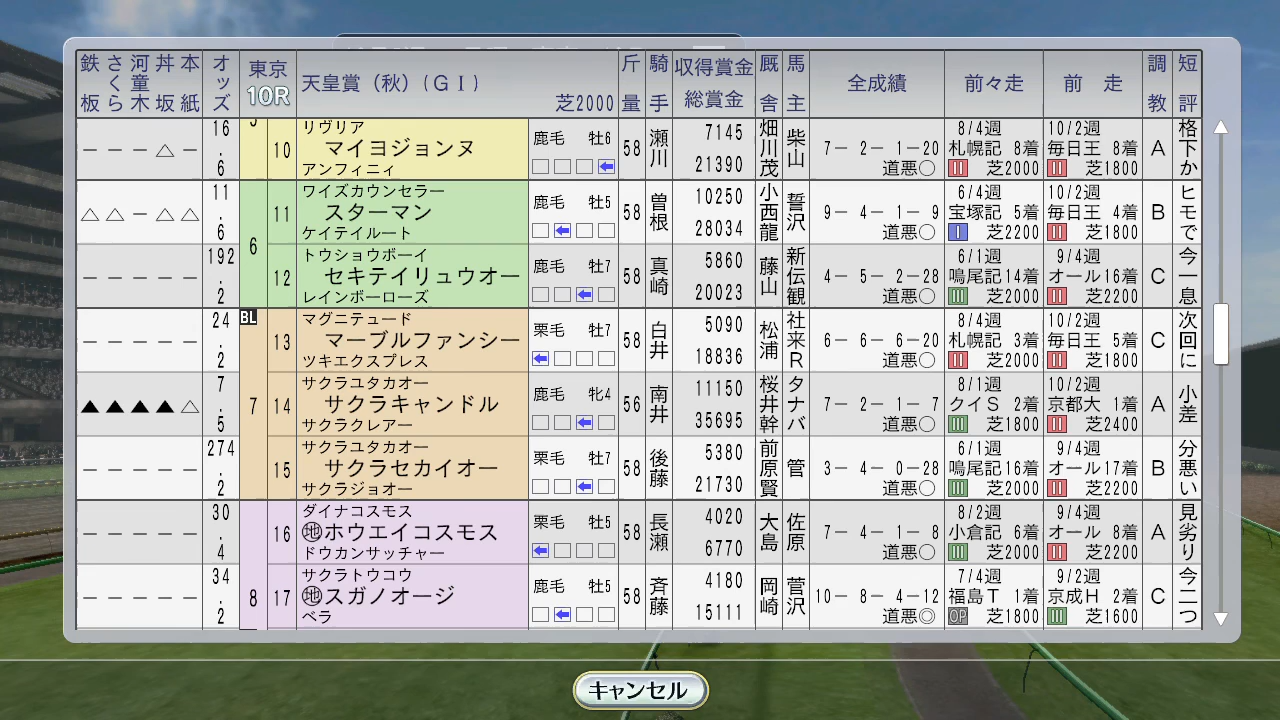 鉄板 さくら 河童木 丼坂 本紙 オッズ 東京 10R 天皇賞（秋）(ＧⅠ) 芝2000 斤量 騎手 収得賞金 総賞金 厩舎 馬主 全成績 前々走 前 走 調教 短評
－ － － △ － 16.6 10 リヴリア 鹿毛 牡6 58 瀬川 7145 畑川茂 柴山 7－ 2－ 1－20 8/4週 10/2週 A 格下か
マイヨジョンヌ 札幌記 8着 毎日王 8着
アンフィニィ 21390 道悪○ Ⅱ 芝2000 Ⅱ 芝1800
△ △ － △ △ 11.6 6 11 ワイズカウンセラー 鹿毛 牡5 58 曽根 10250 小西龍 誓沢 9－ 4－ 1－ 9 6/4週 10/2週 B ヒモで
スターマン 宝塚記 5着 毎日王 4着
ケイテイルート 28034 道悪○ Ⅰ 芝2200 Ⅱ 芝1800
－ － － － － 192.2 12 トウショウボーイ 鹿毛 牡7 58 真崎 5860 藤山 新伝観 4－ 5－ 2－28 6/1週 9/4週 C 今一息
セキテイリュウオー 鳴尾記14着 オール16着
レインボーローズ 20023 道悪○ Ⅲ 芝2000 Ⅱ 芝2200
－ － － － － 24.2 BL 13 マグニテュード 栗毛 牡7 58 白井 5090 松浦 社来R 6－ 6－ 6－20 8/4週 10/2週 C 次回に
マーブルファンシー 札幌記 3着 毎日王 5着
ツキエクスプレス 18836 道悪○ Ⅱ 芝2000 Ⅱ 芝1800
▲ ▲ ▲ ▲ △ 7.5 7 14 サクラユタカオー 鹿毛 牝4 56 南井 11150 桜井幹 タナバ 7－ 2－ 1－ 7 8/1週 10/2週 A 小差
サクラキャンドル クイS 2着 京都大 1着
サクラクレアー 35695 道悪○ Ⅲ 芝1800 Ⅱ 芝2400
－ － － － － 274.2 15 サクラユタカオー 栗毛 牡7 58 後藤 5380 前原賢 管 3－ 4－ 0－28 6/1週 9/4週 B 分悪い
サクラセカイオー 鳴尾記16着 オール17着
サクラジョオー 21730 道悪○ Ⅲ 芝2000 Ⅱ 芝2200
－ － － － － 30.4 16 ダイナコスモス 栗毛 牡5 58 長瀬 4020 大島 佐原 7－ 4－ 1－ 8 8/2週 9/4週 A 見劣り
㊞地ホウエイコスモス 小倉記 6着 オール 8着
ドウカンサッチャー 6770 道悪○ Ⅲ 芝2000 Ⅱ 芝2200
－ － － － － 34.2 8 17 サクラトウコウ 鹿毛 牡5 58 斉藤 4180 岡崎 菅沢 10－ 8－ 4－12 7/4週 9/2週 C 今二つ
地スガノオージ 福島T 1着 京成H 2着
ベラ 15111 道悪◎ OP 芝1800 Ⅲ 芝1600
キャンセル